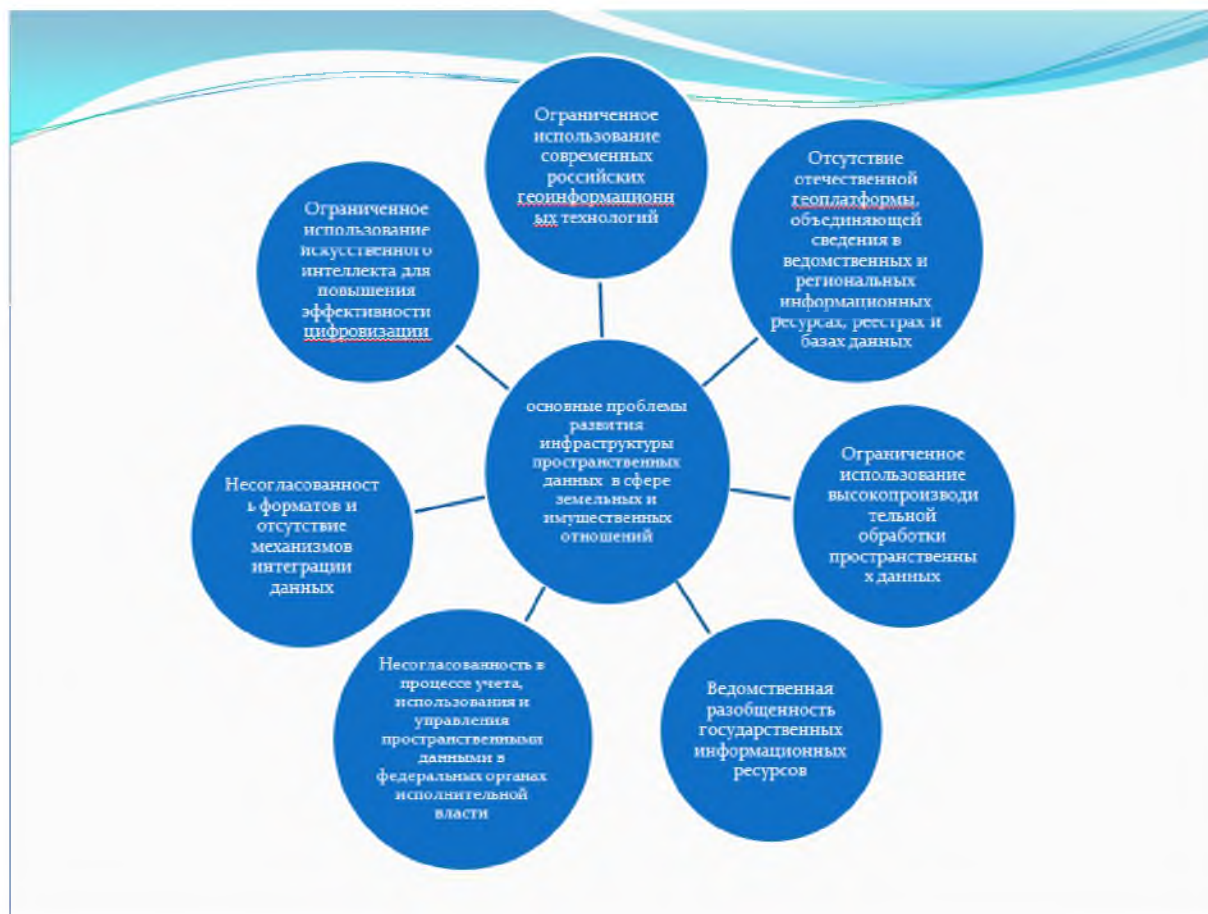 Ограниченное
использование
современных
российских
геоинформационн
ых технологий
Отсутствие
отечественной
геоплатформы,
объединяющей
сведения в
ведомственных и
региональных
информационных
ресурсах, реестрах и
базах данных
Ограниченное
использование
искусственного
интеллекта для
повышения
эффективности
цифровизации
основные проблемы
развития
инфраструктуры
пространственных
данных в сфере
земельных и
имущественных
отношений
Ограниченное
использование
высокопроизводи
тельной
обработки
пространственны
х данных
Несогласованност
ь форматов и
отсутствие
механизмов
интеграции
данных
Несогласованность в
процессе учета,
использования и
управления
пространственными
данными в
федеральных органах
исполнительной
власти
Ведомственная
разобщенность
государственных
информационных
ресурсов